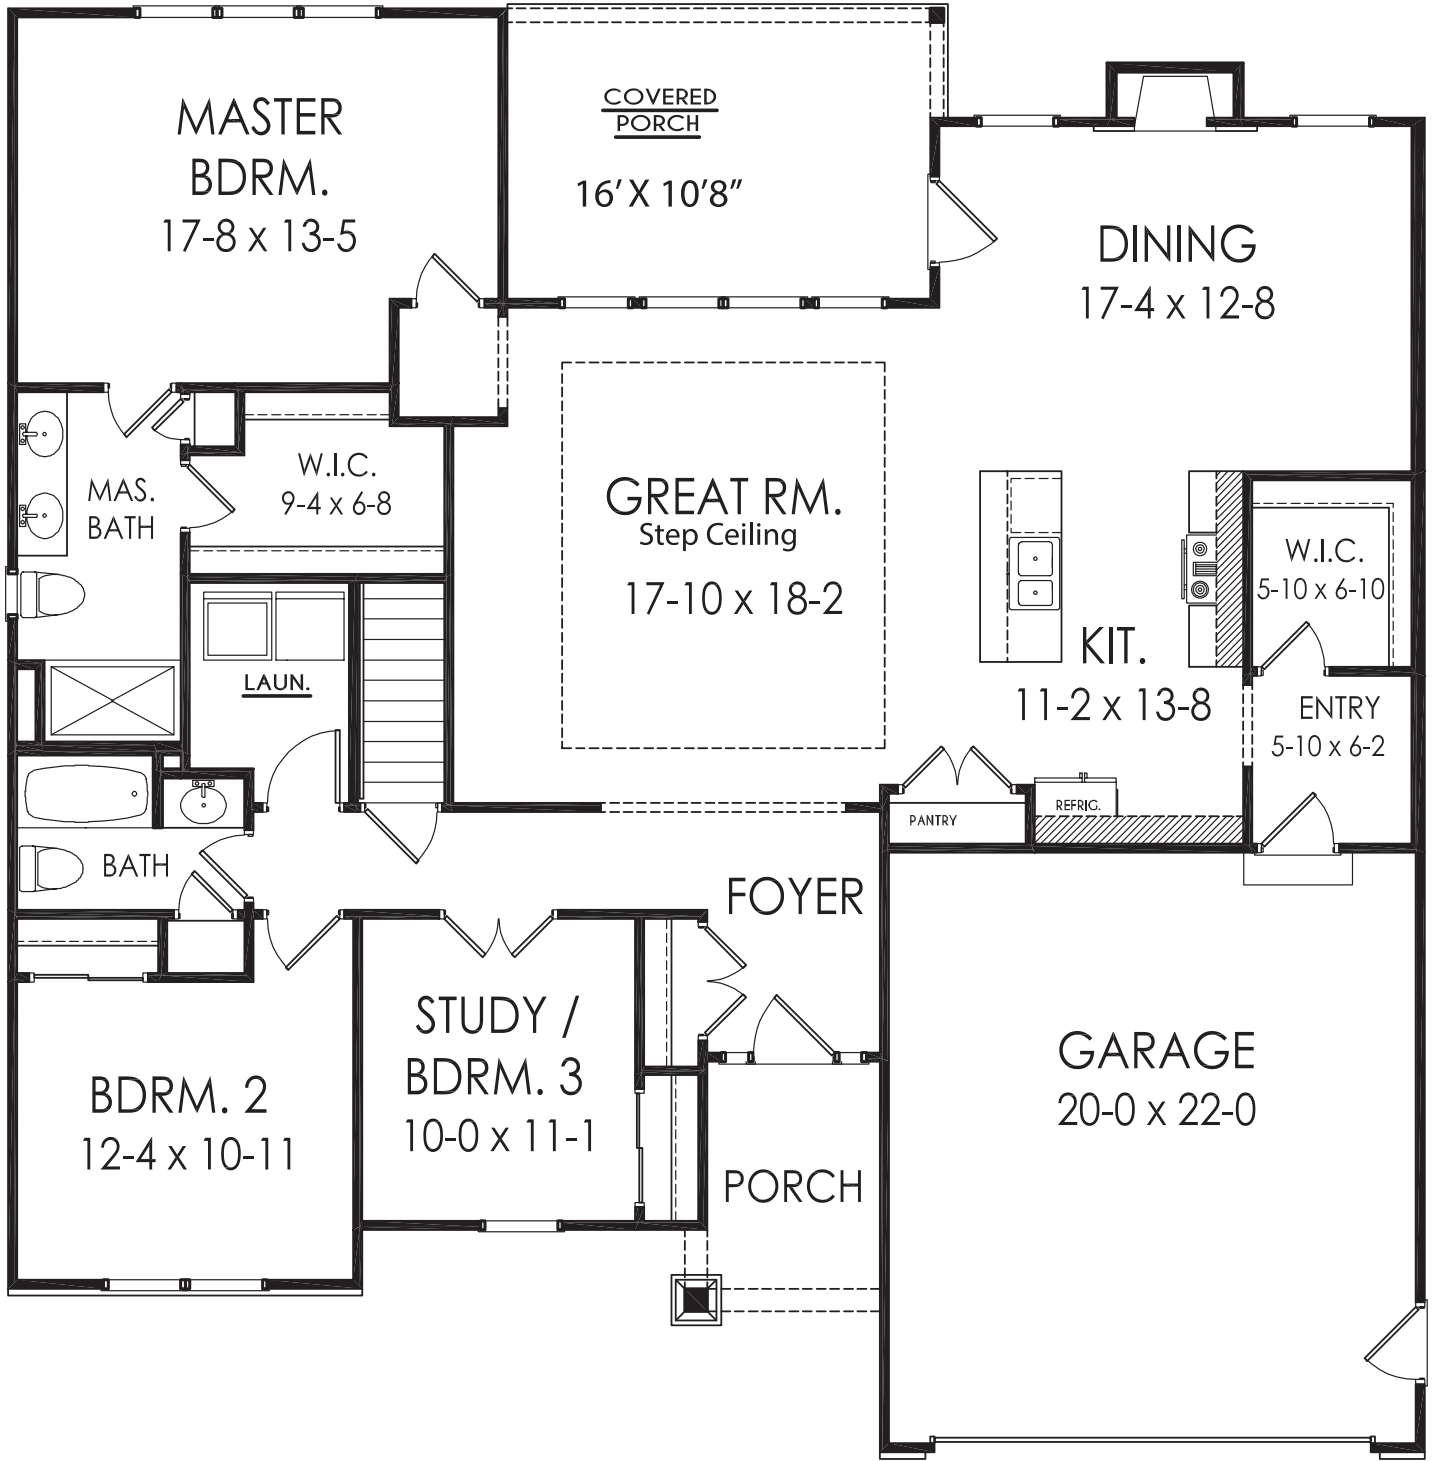 MASTER
BDRM.
17-8 x 13-5
COVERED
PORCH
16' X 10'8"
DINING
17-4 x 12-8
MAS.
BATH
W.I.C.
9-4 x 6-8
GREAT RM.
Step Ceiling
17-10 x 18-2
W.I.C.
5-10 x 6-10
KIT.
11-2 x 13-8
LAUN.
ENTRY
5-10 x 6-2
REFRIG.
PANTRY
BATH
FOYER
STUDY /
BDRM. 3
10-0 x 11-1
BDRM. 2
12-4 x 10-11
GARAGE
20-0 x 22-0
PORCH